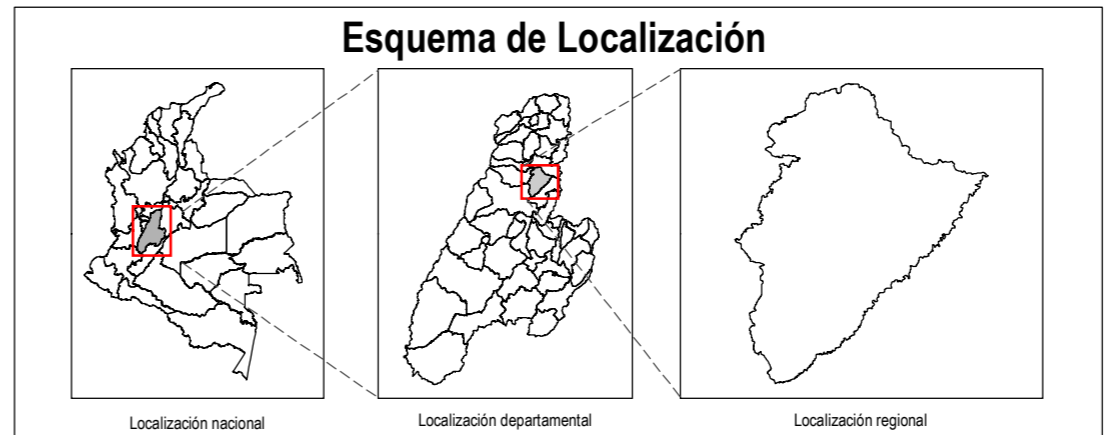 Esquema de Localización
Localización nacional
Localización departamental
Localización regional